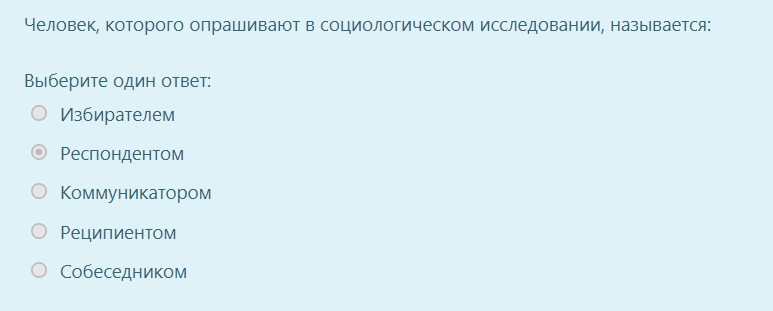 Человек, которого опрашивают в социологическом исследовании, называется:
Выберите один ответ:
Избирателем
Респондентом
Коммуникатором
Реципиентом
Собеседником